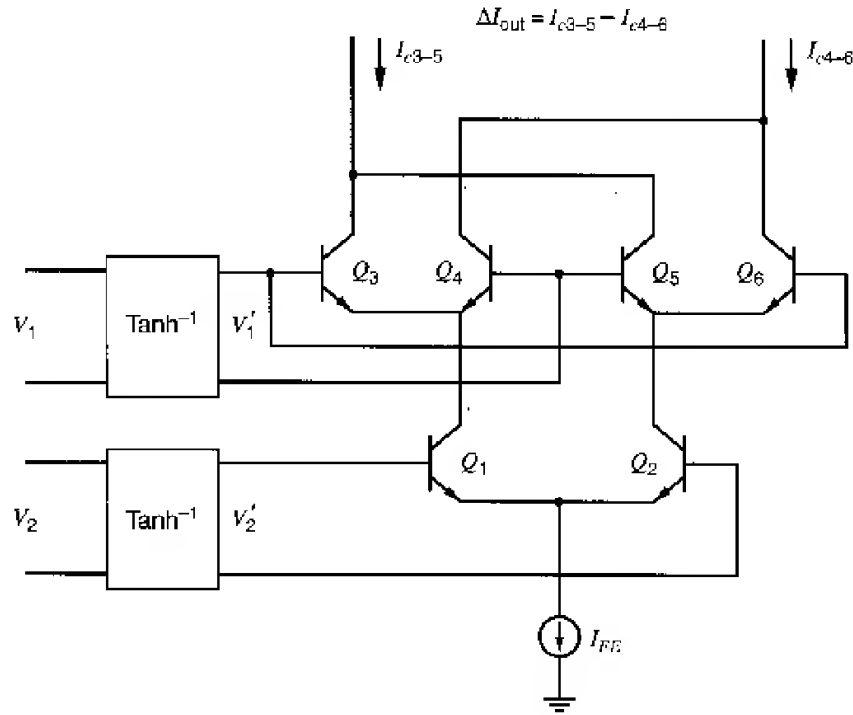 ΔI_out = I_c3–5 – I_c4–6
I_c3–5
I_c4–6
Q_3
Q_4
Q_5
Q_6
V_1
Tanh⁻¹
V_1′
Q_1
Q_2
V_2
Tanh⁻¹
V_2′
I_EE